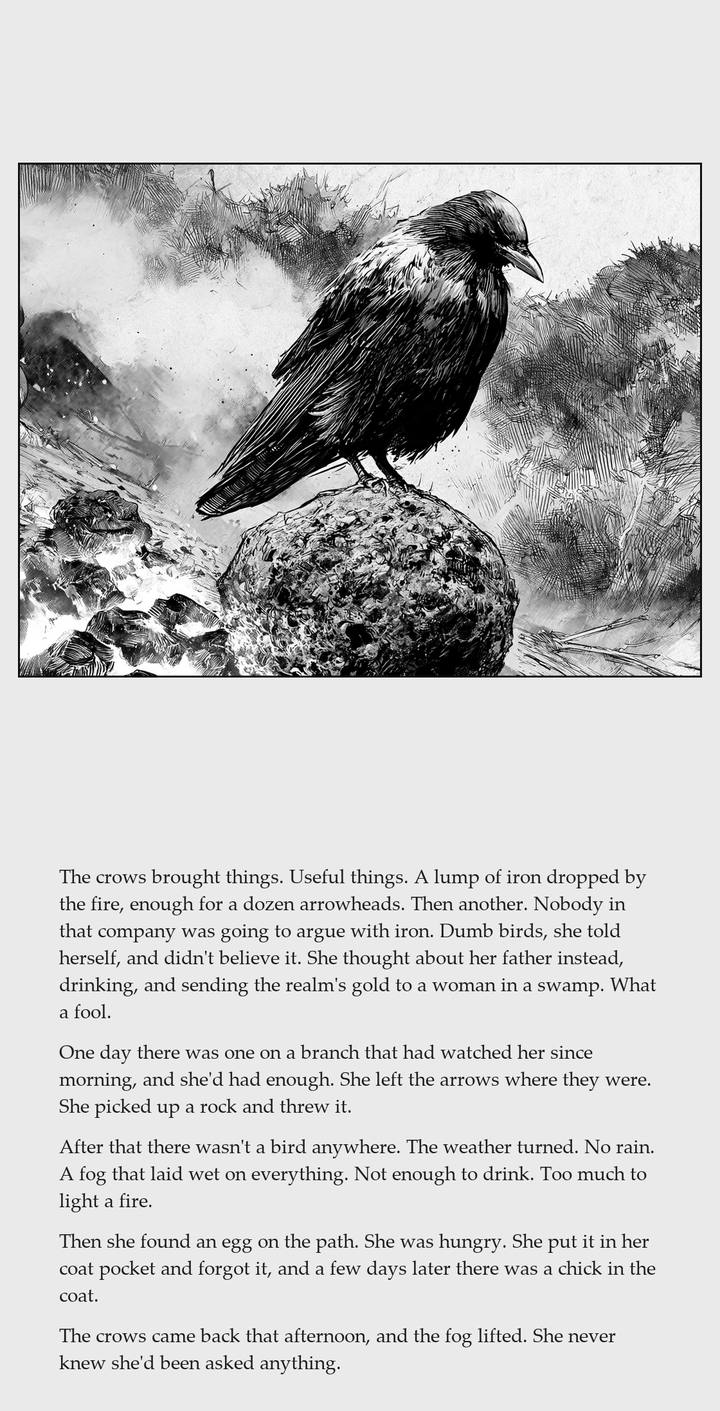 The crows brought things. Useful things. A lump of iron dropped by
the fire, enough for a dozen arrowheads. Then another. Nobody in
that company was going to argue with iron. Dumb birds, she told
herself, and didn't believe it. She thought about her father instead,
drinking, and sending the realm's gold to a woman in a swamp. What
a fool.
One day there was one on a branch that had watched her since
morning, and she'd had enough. She left the arrows where they were.
She picked up a rock and threw it.
After that there wasn't a bird anywhere. The weather turned. No rain.
A fog that laid wet on everything. Not enough to drink. Too much to
light a fire.
Then she found an egg on the path. She was hungry. She put it in her
coat pocket and forgot it, and a few days later there was a chick in the
coat.
The crows came back that afternoon, and the fog lifted. She never
knew she'd been asked anything.